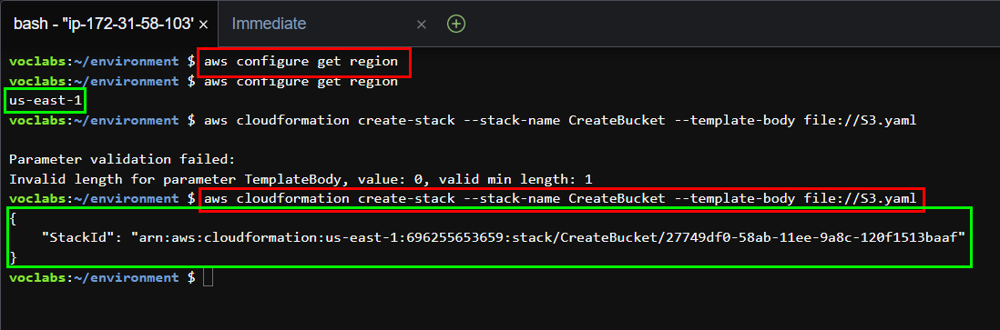 bash - "ip-172-31-58-103' × Immediate ×
voclabs:~/environment $ aws configure get region
voclabs:~/environment $ aws configure get region
us-east-1
voclabs:~/environment $ aws cloudformation create-stack --stack-name CreateBucket --template-body file://S3.yaml
Parameter validation failed:
Invalid length for parameter TemplateBody, value: 0, valid min length: 1
voclabs:~/environment $ aws cloudformation create-stack --stack-name CreateBucket --template-body file://S3.yaml
{
    "StackId": "arn:aws:cloudformation:us-east-1:696255653659:stack/CreateBucket/27749df0-58ab-11ee-9a8c-120f1513baaf"
}
voclabs:~/environment $